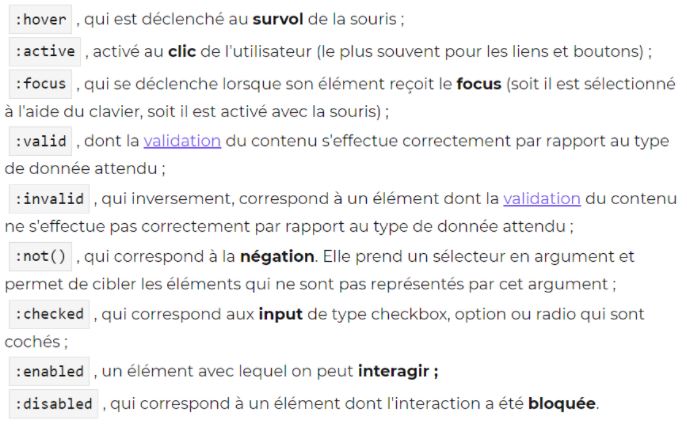 :hover , qui est déclenché au survol de la souris ;
:active , activé au clic de l'utilisateur (le plus souvent pour les liens et boutons) ;
:focus , qui se déclenche lorsque son élément reçoit le focus (soit il est sélectionné
à l'aide du clavier, soit il est activé avec la souris) ;
:valid , dont la validation du contenu s'effectue correctement par rapport au type
de donnée attendu ;
:invalid , qui inversement, correspond à un élément dont la validation du contenu
ne s'effectue pas correctement par rapport au type de donnée attendu ;
:not() , qui correspond à la négation. Elle prend un sélecteur en argument et
permet de cibler les éléments qui ne sont pas représentés par cet argument ;
:checked , qui correspond aux input de type checkbox, option ou radio qui sont
cochés ;
:enabled , un élément avec lequel on peut interagir ;
:disabled , qui correspond à un élément dont l'interaction a été bloquée.